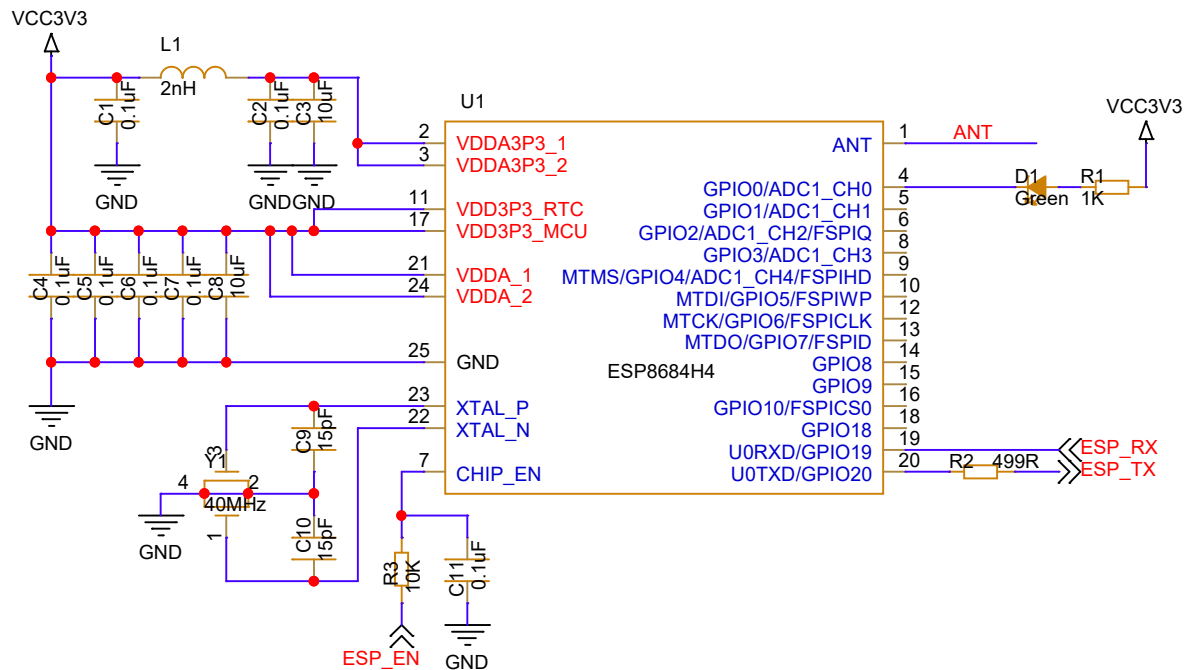 VCC3V3
L1
2nH
C1
0.1uF
C2
0.1uF
C3
10uF
GND
GND
GND
U1
2
VDDA3P3_1
3
VDDA3P3_2
11
VDD3P3_RTC
17
VDD3P3_MCU
21
VDDA_1
24
VDDA_2
25
GND
23
XTAL_P
22
XTAL_N
7
CHIP_EN
ESP8684H4
ANT
1
ANT
GPIO0/ADC1_CH0
4
GPIO1/ADC1_CH1
5
GPIO2/ADC1_CH2/FSPIQ
6
GPIO3/ADC1_CH3
8
MTMS/GPIO4/ADC1_CH4/FSPIHD
9
MTDI/GPIO5/FSPIWP
10
MTCK/GPIO6/FSPICLK
12
MTDO/GPIO7/FSPID
13
GPIO8
14
GPIO9
15
GPIO10/FSPICS0
16
GPIO18
18
U0RXD/GPIO19
19
U0TXD/GPIO20
20
VCC3V3
D1
Green
R1
1K
ESP_RX
R2
499R
ESP_TX
C4
0.1uF
C5
0.1uF
C6
0.1uF
C7
0.1uF
C8
10uF
GND
C9
15pF
3
Y1
4
2
40MHz
1
GND
C10
15pF
R3
10K
C11
0.1uF
ESP_EN
GND